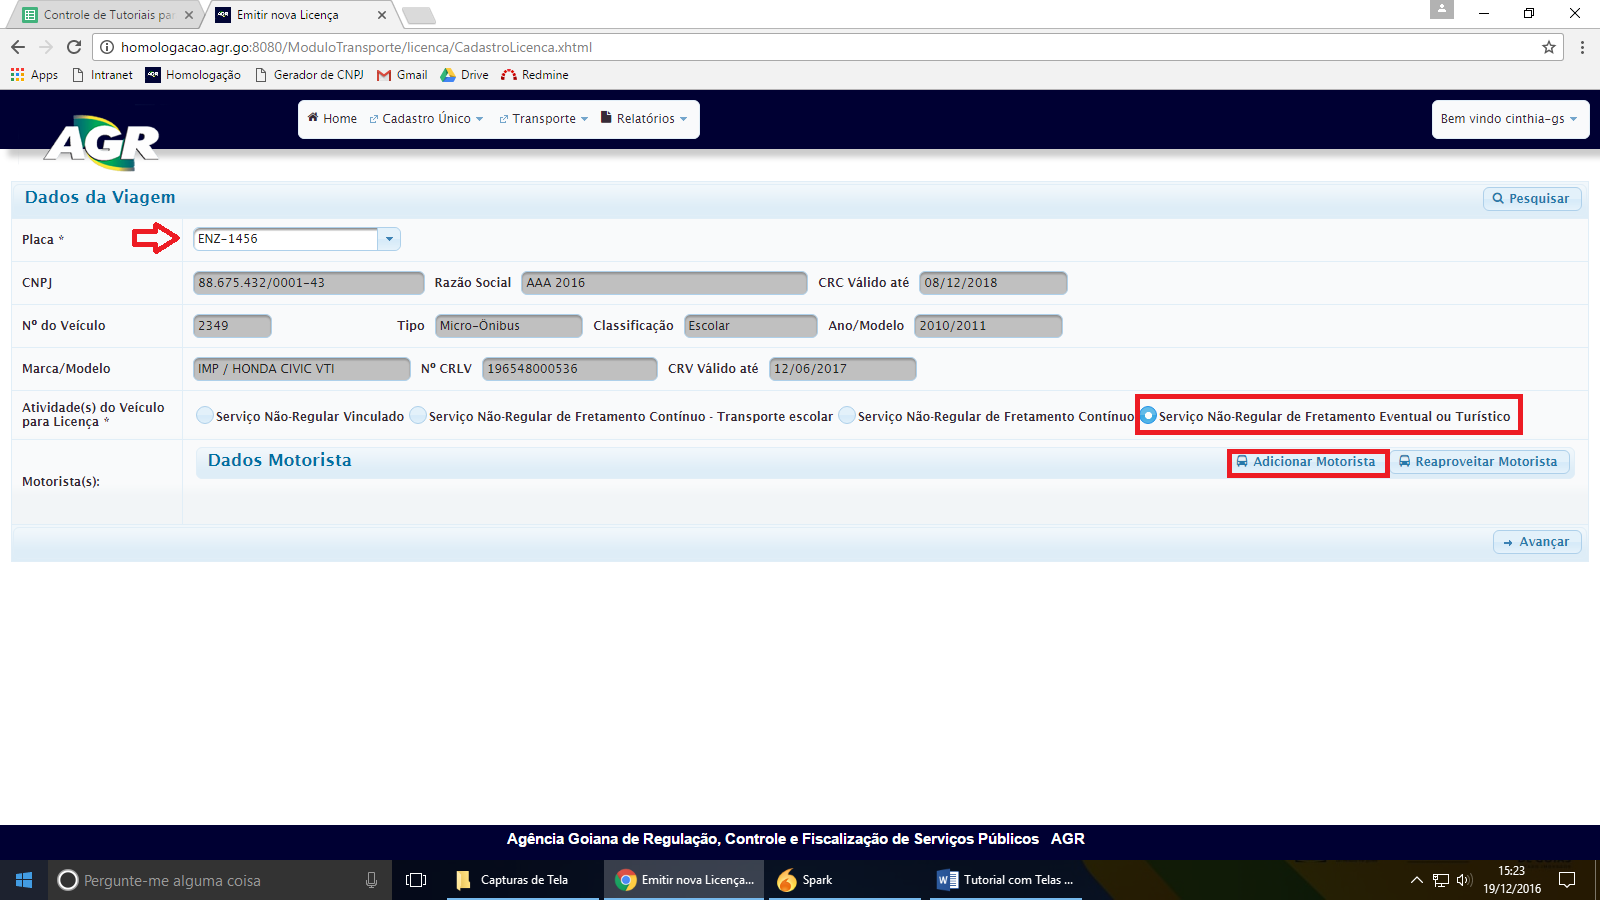 Controle de Tutoriais par
Emitir nova Licença
homologacao.agr.go:8080/ModuloTransporte/licenca/CadastroLicenca.xhtml
Apps Intranet AGR Homologação Gerador de CNPJ Gmail Drive Redmine
AGR
Home Cadastro Único Transporte Relatórios
Bem vindo cinthia-gs
Dados da Viagem
Pesquisar
Placa * ENZ-1456
CNPJ 88.675.432/0001-43 Razão Social AAA 2016 CRC Válido até 08/12/2018
Nº do Veículo 2349 Tipo Micro-Ônibus Classificação Escolar Ano/Modelo 2010/2011
Marca/Modelo IMP / HONDA CIVIC VTI Nº CRLV 196548000536 CRV Válido até 12/06/2017
Atividade(s) do Veículo
para Licença *
Serviço Não-Regular Vinculado Serviço Não-Regular de Fretamento Contínuo - Transporte escolar Serviço Não-Regular de Fretamento Contínuo Serviço Não-Regular de Fretamento Eventual ou Turístico
Motorista(s):
Dados Motorista
Adicionar Motorista Reaproveitar Motorista
Avançar
Agência Goiana de Regulação, Controle e Fiscalização de Serviços Públicos AGR
Pergunte-me alguma coisa
Capturas de Tela
Emitir nova Licença...
Spark
Tutorial com Telas ...
15:23
19/12/2016